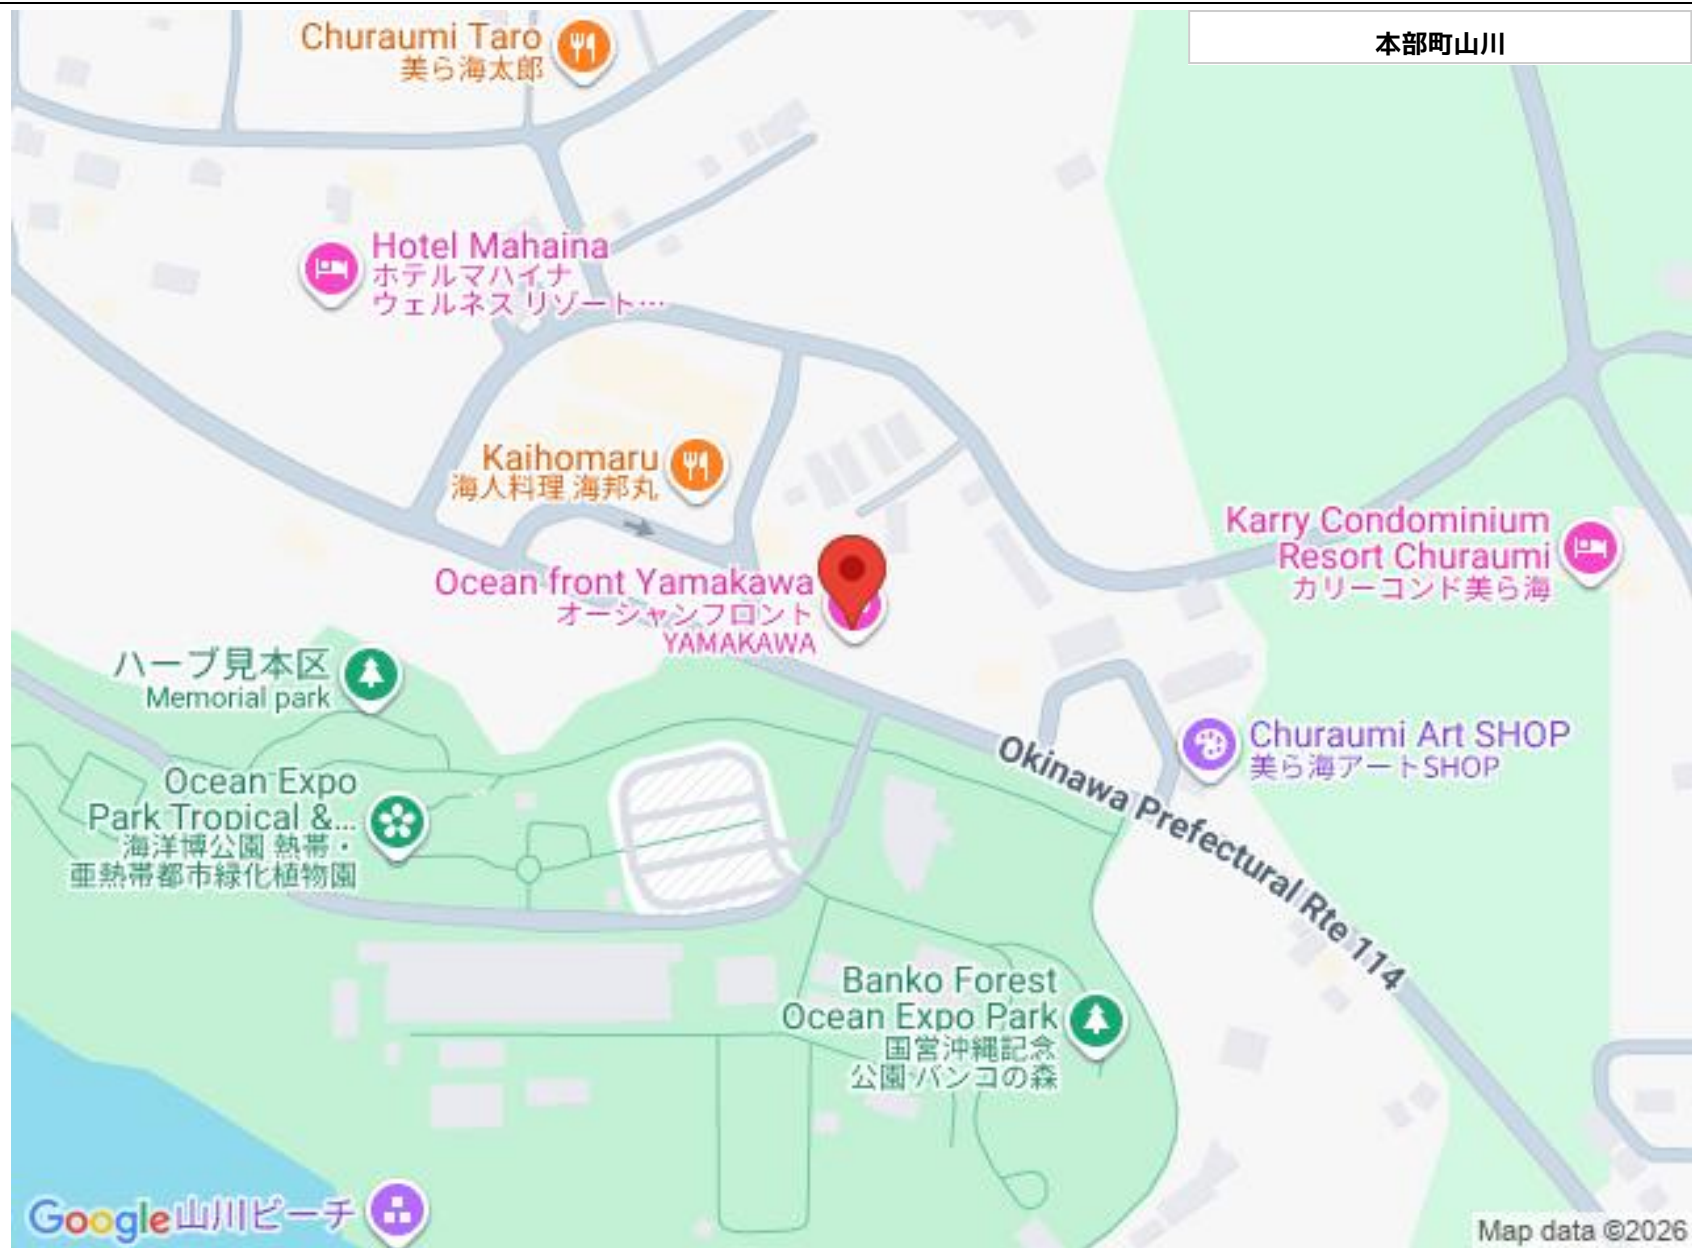 本部町山川
Churaumi Taro
美ら海太郎
Hotel Mahaina
ホテルマハイナ
ウェルネス リゾート…
Kaihomaru
海人料理 海邦丸
Karry Condominium
Resort Churaumi
カリーコンド美ら海
Ocean front Yamakawa
オーシャンフロント
YAMAKAWA
ハーブ見本区
Memorial park
Churaumi Art SHOP
美ら海アートSHOP
Okinawa Prefectural Rte 114
Ocean Expo
Park Tropical &...
海洋博公園 熱帯・
亜熱帯都市緑化植物園
Banko Forest
Ocean Expo Park
国営沖縄記念
公園 バンコの森
Google
山川ビーチ
Map data ©2026